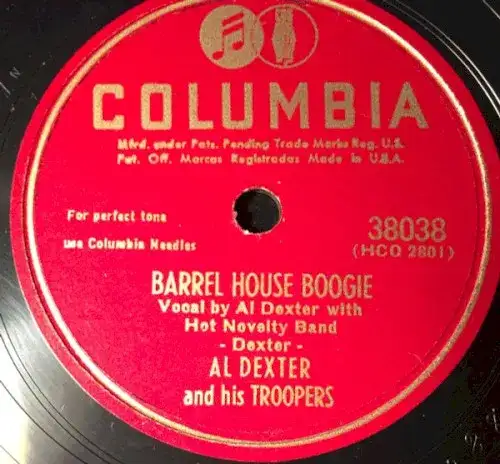 COLUMBIA
Mfrd. under Pats. Pending Trade Marks Reg. U.S.
Pat. Off. Marcas Registradas Made in U.S.A.
For perfect tone
use Columbia Needles
38038
(HCO 2801)
BARREL HOUSE BOOGIE
Vocal by Al Dexter with
Hot Novelty Band
- Dexter -
AL DEXTER
and his TROOPERS